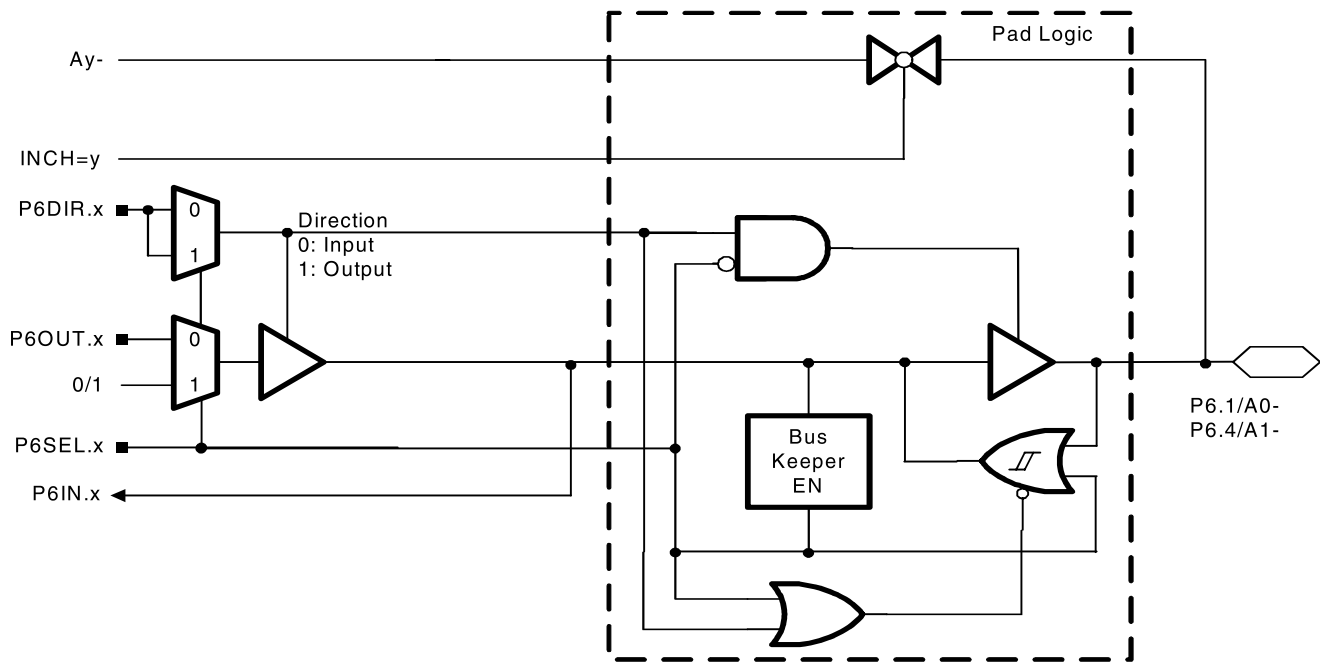 Pad Logic
Ay-
INCH=y
P6DIR.x
0
1
Direction
0: Input
1: Output
P6OUT.x
0
0/1
1
P6SEL.x
P6IN.x
Bus
Keeper
EN
P6.1/A0-
P6.4/A1-